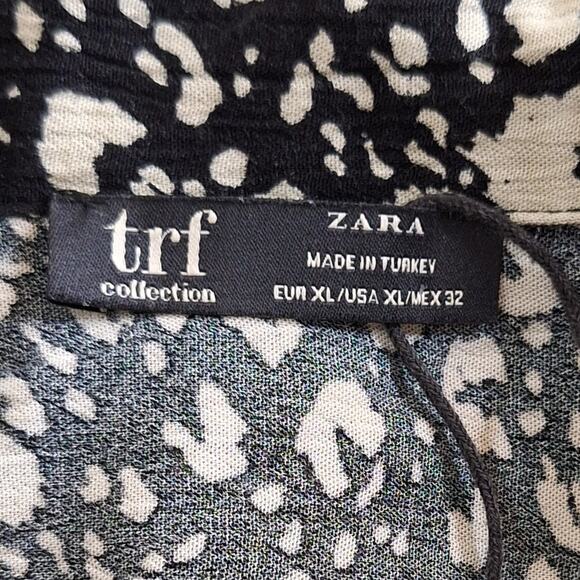 trf
collection
ZARA
MADE IN TURKEY
EUR XL/USA XL/MEX 32